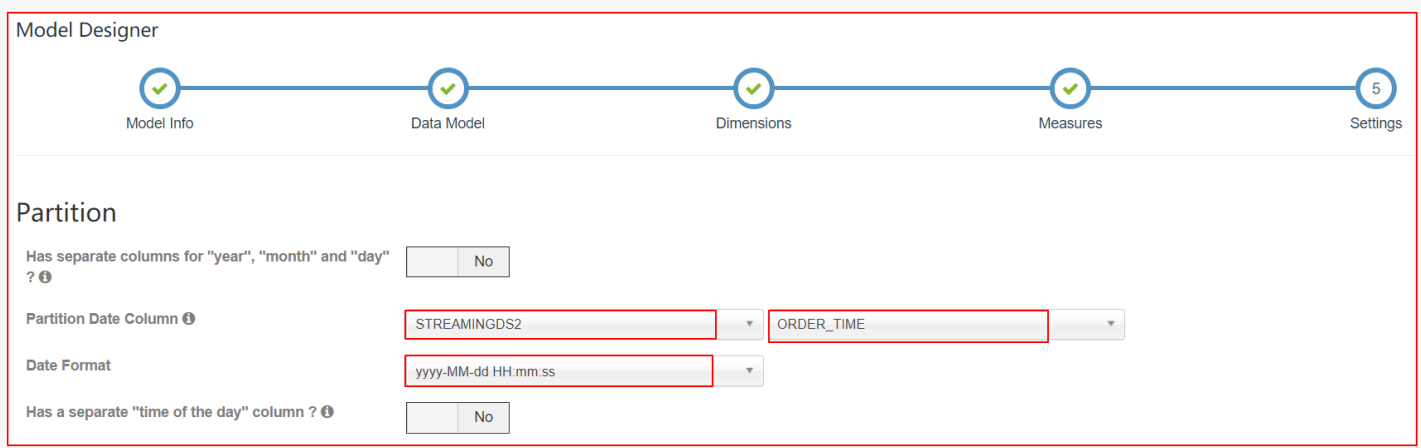 Model Designer
5
Model Info Data Model Dimensions Measures Settings
Partition
Has separate columns for "year", "month" and "day"
? No
Partition Date Column STREAMINGDS2 ORDER_TIME
Date Format yyyy-MM-dd HH:mm:ss
Has a separate "time of the day" column ? No